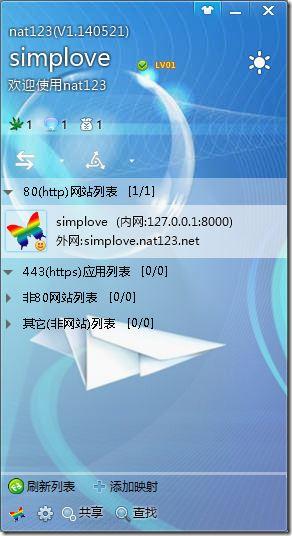 nat123(V1.140521)
simplove
LV01
欢迎使用nat123
1 1 1
80(http)网站列表 [1/1]
simplove (内网:127.0.0.1:8000)
外网:simplove.nat123.net
443(https)应用列表 [0/0]
非80网站列表 [0/0]
其它(非网站)列表 [0/0]
刷新列表 添加映射
共享 查找